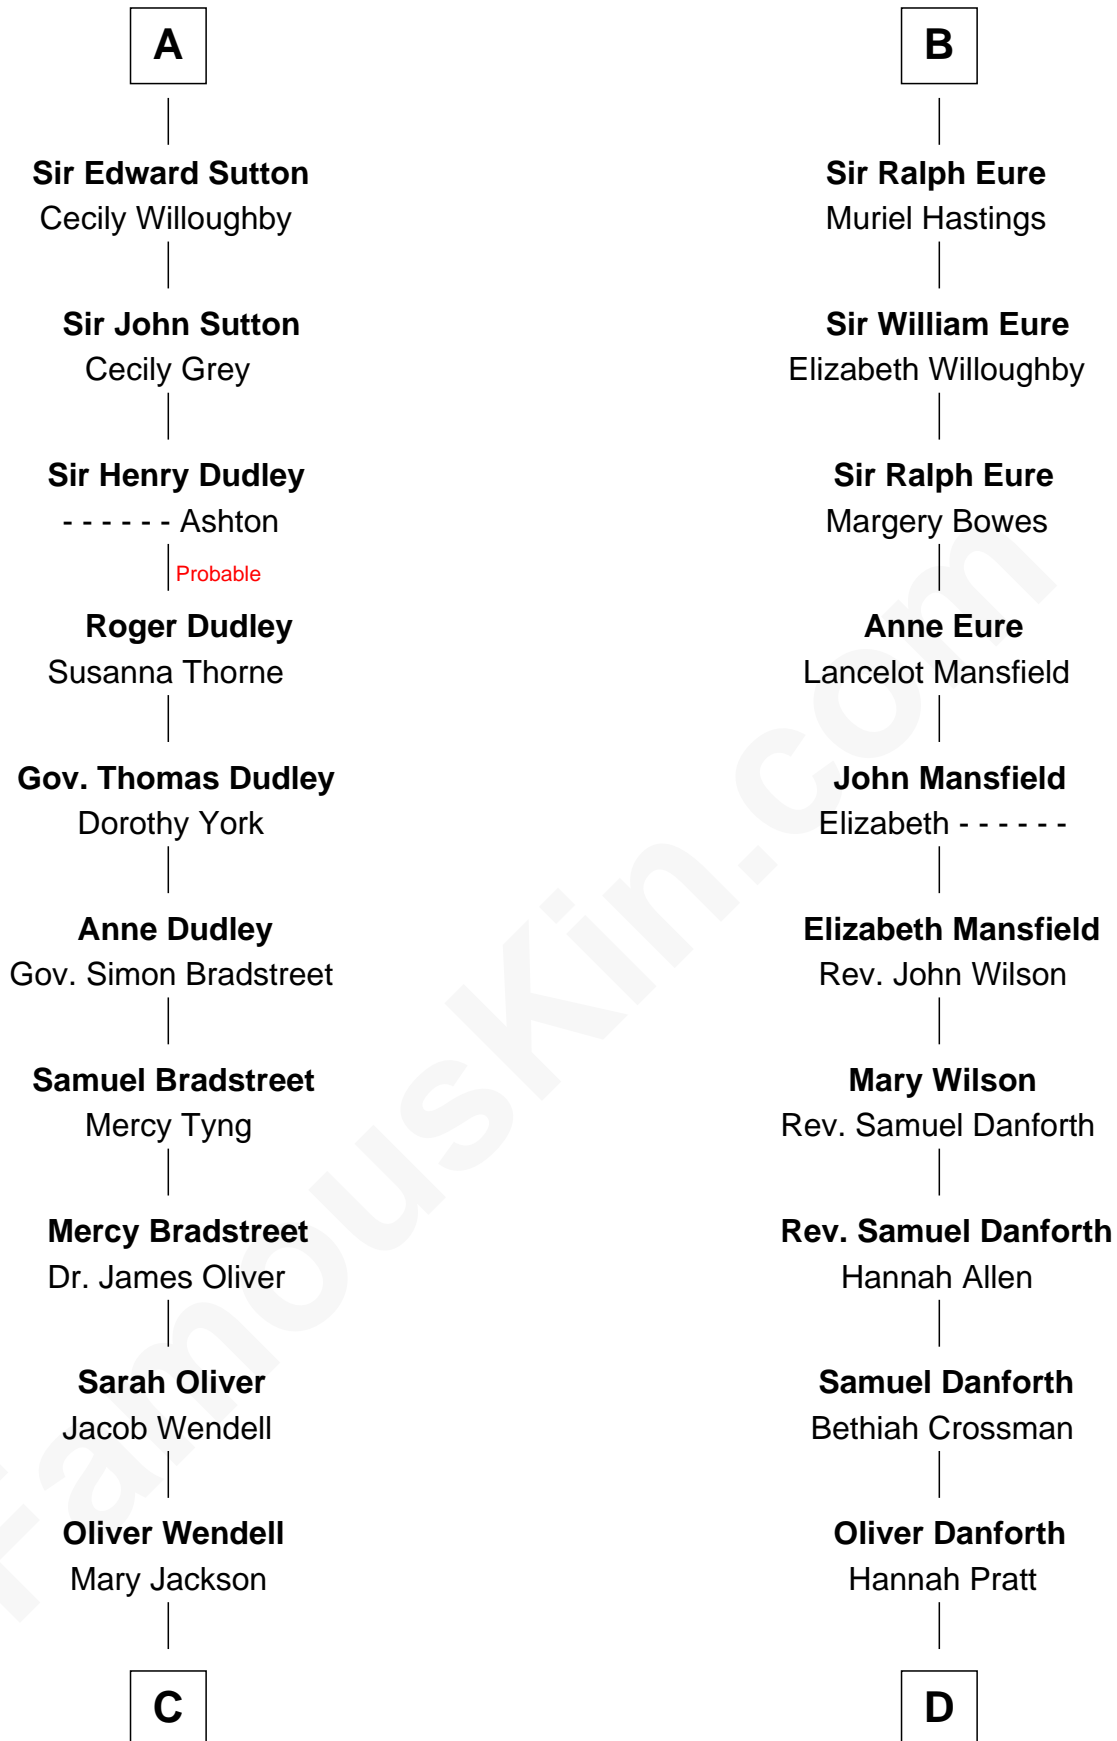 A
Sir Edward Sutton
Cecily Willoughby
Sir John Sutton
Cecily Grey
Sir Henry Dudley
- - - - - - Ashton
Probable
Roger Dudley
Susanna Thorne
Gov. Thomas Dudley
Dorothy York
Anne Dudley
Gov. Simon Bradstreet
Samuel Bradstreet
Mercy Tyng
Mercy Bradstreet
Dr. James Oliver
Sarah Oliver
Jacob Wendell
Oliver Wendell
Mary Jackson
C
B
Sir Ralph Eure
Muriel Hastings
Sir William Eure
Elizabeth Willoughby
Sir Ralph Eure
Margery Bowes
Anne Eure
Lancelot Mansfield
John Mansfield
Elizabeth - - - - - -
Elizabeth Mansfield
Rev. John Wilson
Mary Wilson
Rev. Samuel Danforth
Rev. Samuel Danforth
Hannah Allen
Samuel Danforth
Bethiah Crossman
Oliver Danforth
Hannah Pratt
D
FamousKin.com